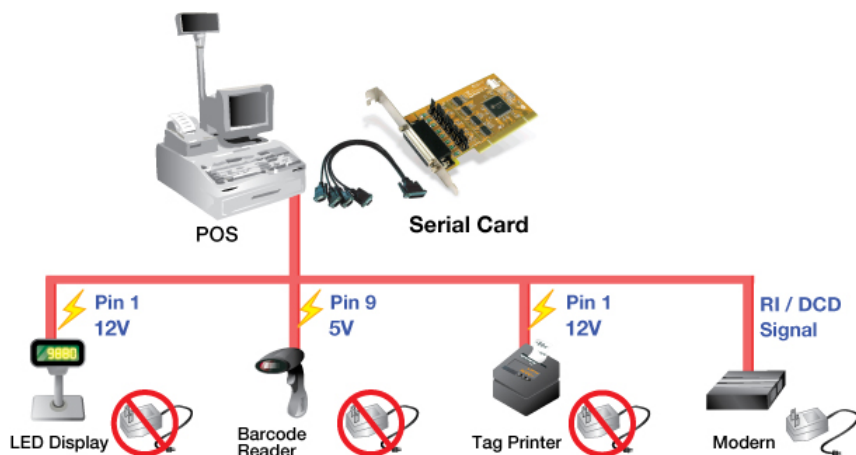 POS
Serial Card
Pin 1
12V
Pin 9
5V
Pin 1
12V
RI / DCD
Signal
9880
LED Display
Barcode
Reader
Tag Printer
Modern